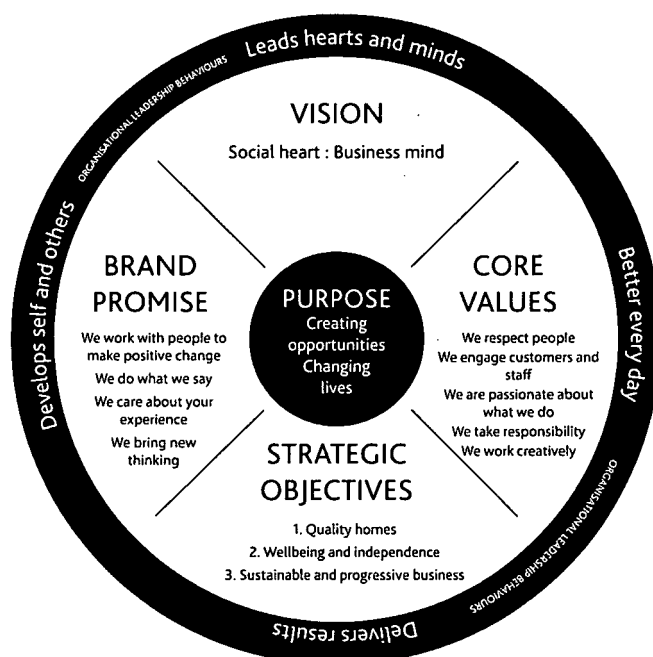 Leads hearts and minds
ORGANISATIONAL LEADERSHIP BEHAVIOURS
VISION
Social heart : Business mind
Develops self and others
BRAND
PROMISE
We work with people to
make positive change
We do what we say
We care about your
experience
We bring new
thinking
PURPOSE
Creating
opportunities
Changing
lives
CORE
VALUES
We respect people
We engage customers and
staff
We are passionate about
what we do
We take responsibility
We work creatively
Better every day
STRATEGIC
OBJECTIVES
1. Quality homes
2. Wellbeing and independence
3. Sustainable and progressive business
ORGANISATIONAL LEADERSHIP BEHAVIOURS
Delivers results